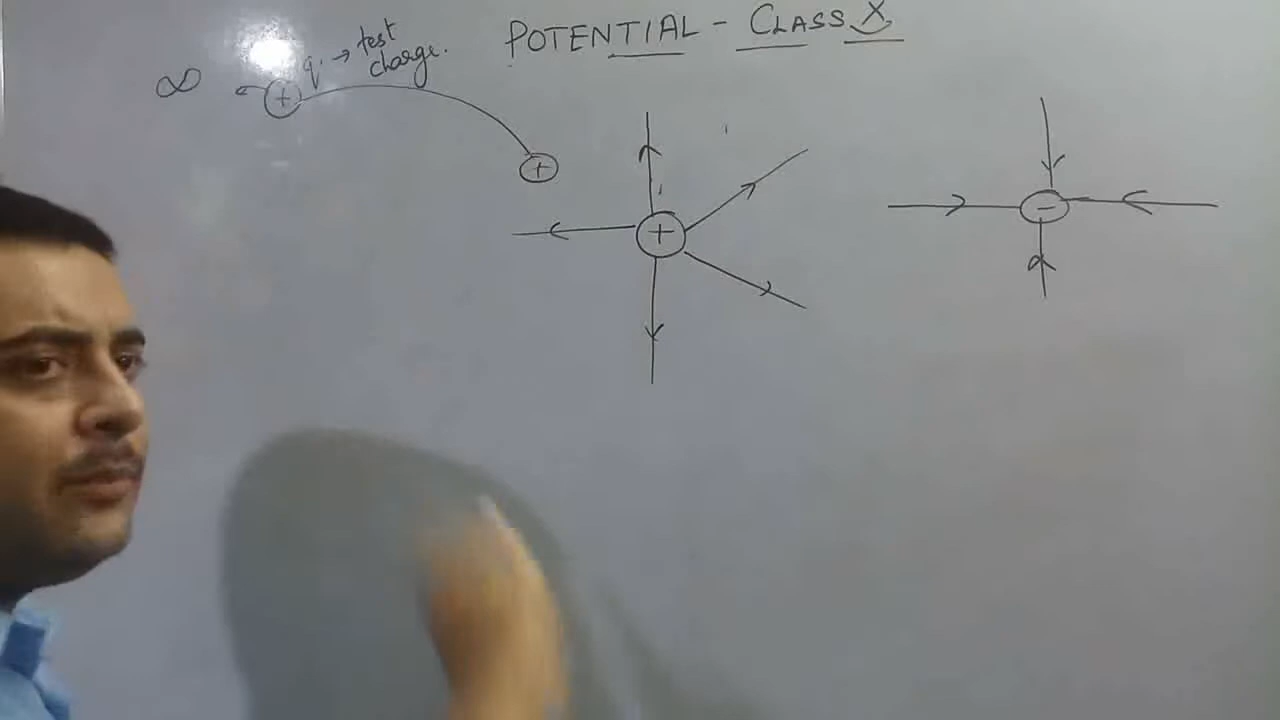 POTENTIAL - CLASS X
q → test
charge.
∞
+
+
+
-